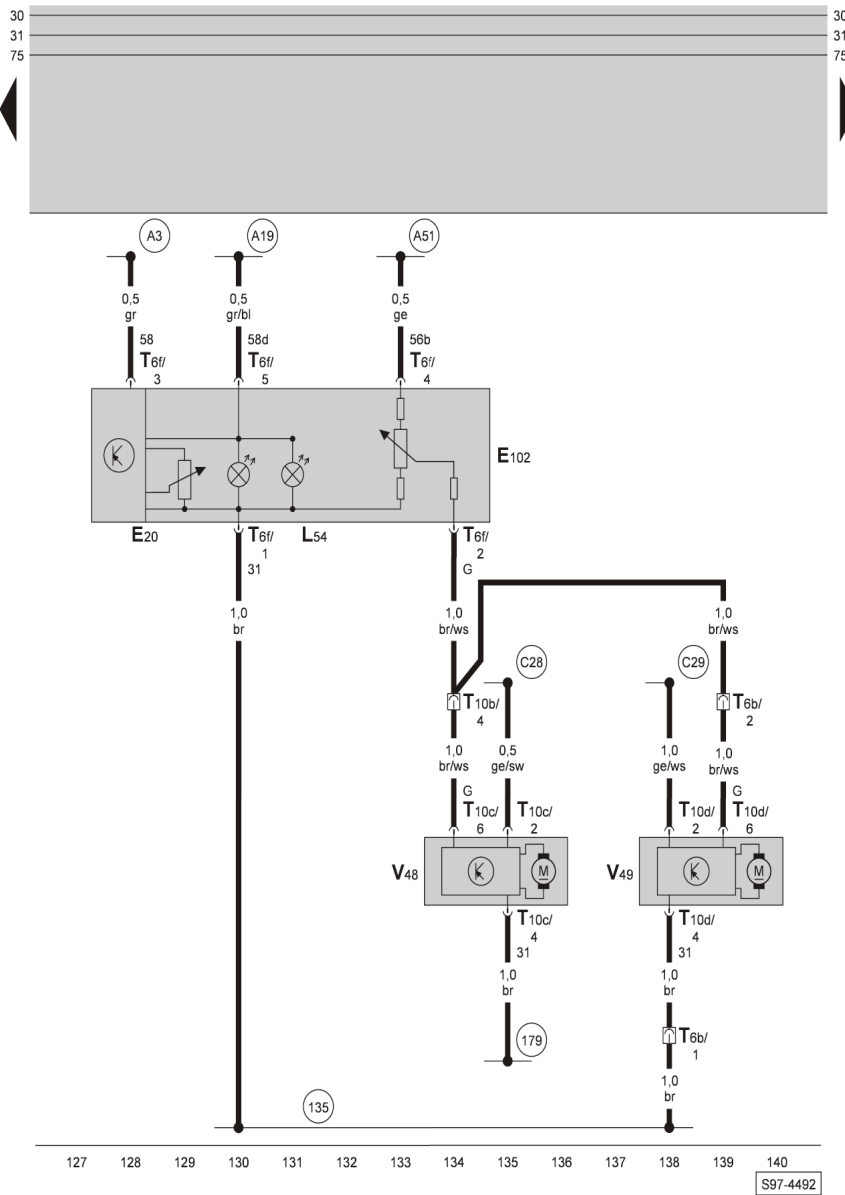 30 30
31 31
75 75
A3 A19 A51
0,5 0,5 0,5
gr gr/bl ge
58 58d 56b
T6f/ T6f/ T6f/
3 5 4
E102
E20 T6f/ L54 T6f/
1 2
31 G
1,0 1,0 1,0
br br/ws br/ws
C28 C29
T10b/ T6b/
4 2
1,0 0,5 1,0 1,0
br/ws ge/sw ge/ws br/ws
G G
T10c/ T10c/ T10d/ T10d/
6 2 2 6
V48 M V49 M
T10c/ T10d/
4 4
31 31
1,0 1,0
br br
179 T6b/
1
1,0
br
135
127 128 129 130 131 132 133 134 135 136 137 138 139 140
S97-4492